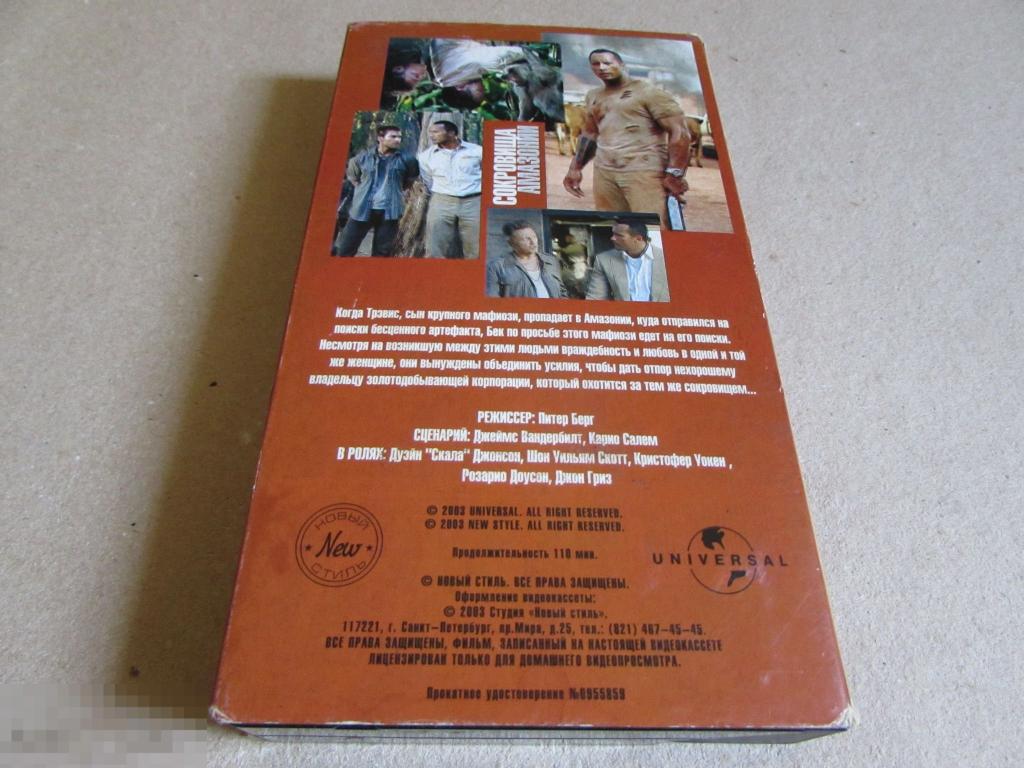 СОКРОВИЩА
АМАЗОНИИ
Когда Трэвис, сын крупного мафиози, пропадает в Амазонии, куда отправился на
поиски бесценного артефакта, Бек по просьбе этого мафиози едет на его поиски.
Несмотря на возникшую между этими людьми враждебность и любовь в одной и той
же женщине, они вынуждены объединить усилия, чтобы дать отпор нехорошему
владельцу золотодобывающей корпорации, который охотится за тем же сокровищем...
РЕЖИССЕР: Питер Берг
СЦЕНАРИЙ: Джеймс Вандербилт, Карио Салем
В РОЛЯХ: Дуэйн "Скала" Джонсон, Шон Уильям Скотт, Кристофер Уокен ,
Розарио Доусон, Джон Гриз
© 2003 UNIVERSAL. ALL RIGHT RESERVED.
© 2003 NEW STYLE. ALL RIGHT RESERVED.
НОВЫЙ
New
СТИЛЬ
Продолжительность 110 мин.
UNIVERSAL
© НОВЫЙ СТИЛЬ. ВСЕ ПРАВА ЗАЩИЩЕНЫ.
Оформление видеокассеты:
© 2003 Студия «Новый стиль».
117221, г. Санкт-Петербург, пр.Мира, д.25, тел.: (821) 467-45-45.
ВСЕ ПРАВА ЗАЩИЩЕНЫ, ФИЛЬМ, ЗАПИСАННЫЙ НА НАСТОЯЩЕЙ ВИДЕОКАССЕТЕ
ЛИЦЕНЗИРОВАН ТОЛЬКО ДЛЯ ДОМАШНЕГО ВИДЕОПРОСМОТРА.
Прокатное удостоверение №0955859